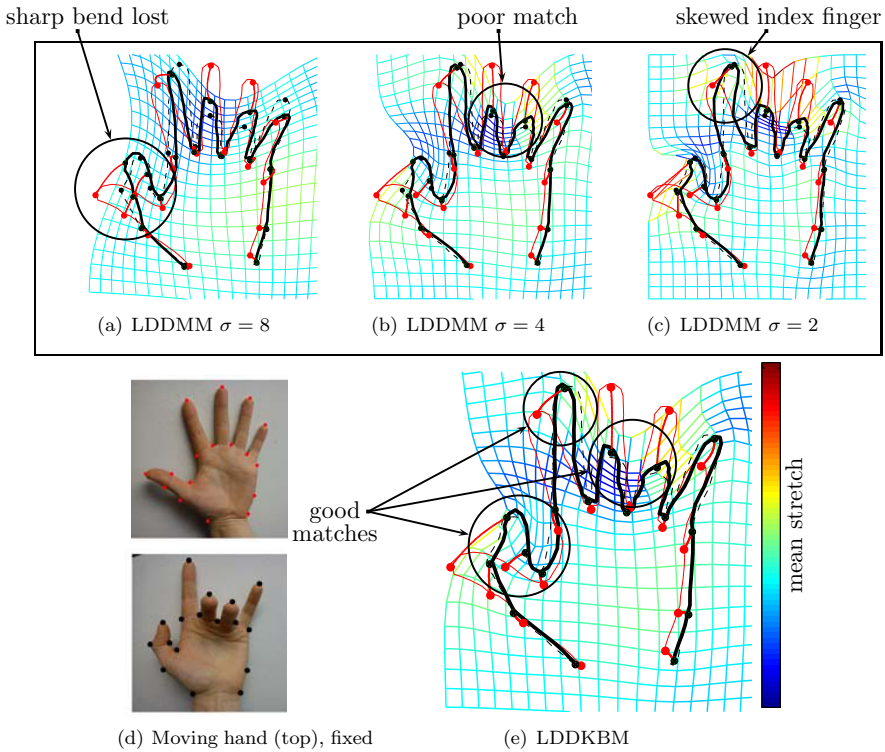 sharp bend lost
poor match
skewed index finger
(a) LDDMM σ = 8
(b) LDDMM σ = 4
(c) LDDMM σ = 2
good
matches
mean stretch
(d) Moving hand (top), fixed
(e) LDDKBM